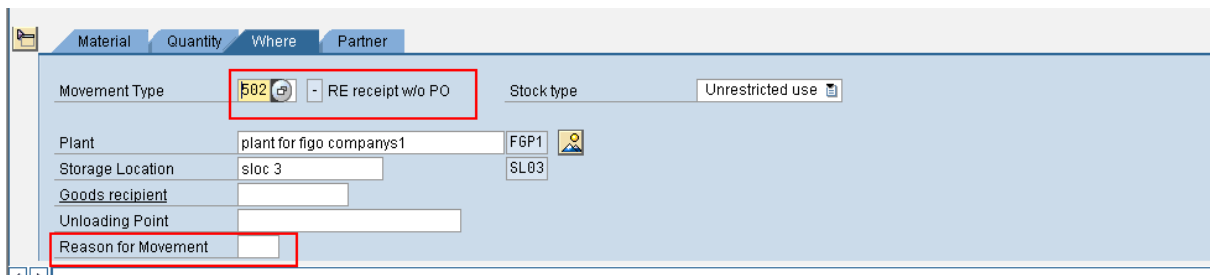 Material Quantity Where Partner
Movement Type 502 - RE receipt w/o PO Stock type Unrestricted use
Plant plant for figo companys1 FGP1
Storage Location sloc 3 SL03
Goods recipient
Unloading Point
Reason for Movement